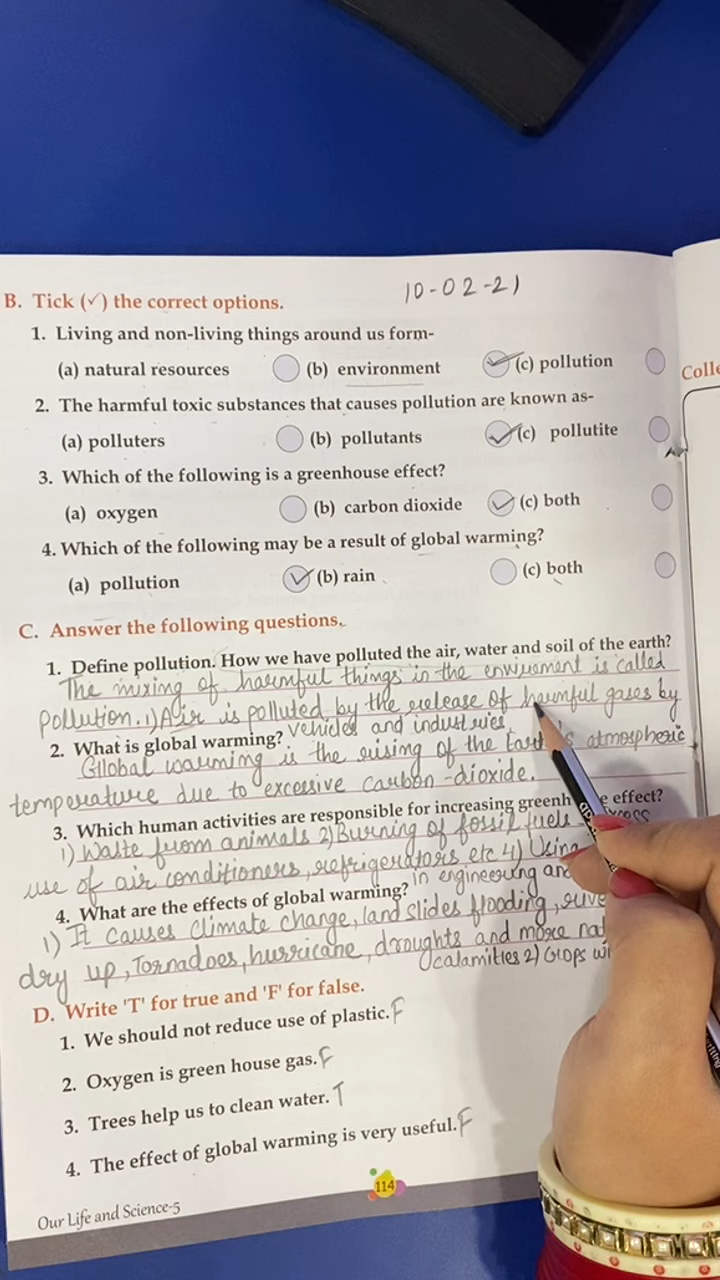 10-02-21
B. Tick (✓) the correct options.
1. Living and non-living things around us form-
(a) natural resources (b) environment (c) pollution
Colle
2. The harmful toxic substances that causes pollution are known as-
(a) polluters (b) pollutants (c) pollutite
3. Which of the following is a greenhouse effect?
(a) oxygen (b) carbon dioxide (c) both
4. Which of the following may be a result of global warming?
(a) pollution (b) rain (c) both
C. Answer the following questions.
1. Define pollution. How we have polluted the air, water and soil of the earth?
The mixing of harmful things in the is called
pollution. 1) Air is polluted by the release of harmful gases by
vehicles and industries
2. What is global warming?
Gllobal warming is the rising of the atmospheric
temperature due to excessive carbon-dioxide.
3. Which human activities are responsible for increasing greenh e effect?
1) Waste from animals 2) Burning of fossil fuels
use of air conditioners, refrigerators etc 4) Using
in engineering and
4. What are the effects of global warming?
1) It causes climate change, land slides flooding,
dry up, Tornadoes, hurricane, droughts and more
calamities 2) Crops
D. Write 'T' for true and 'F' for false.
1. We should not reduce use of plastic. F
2. Oxygen is green house gas. F
3. Trees help us to clean water. T
4. The effect of global warming is very useful. F
114
Our Life and Science-5